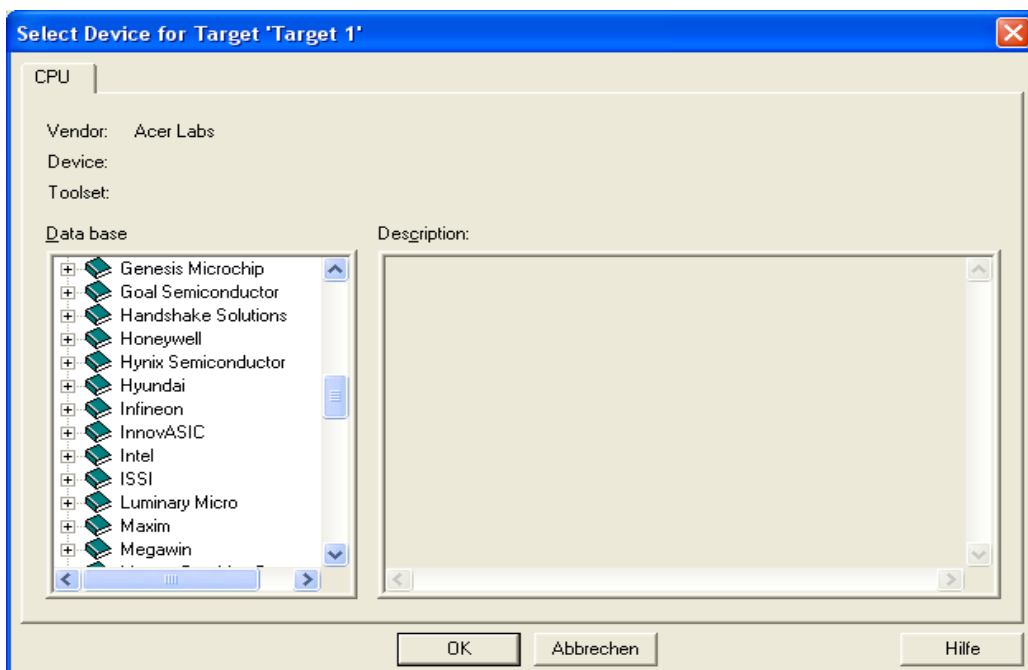 Select Device for Target 'Target 1'
CPU
Vendor: Acer Labs
Device:
Toolset:
Data base
Description:
Genesis Microchip
Goal Semiconductor
Handshake Solutions
Honeywell
Hynix Semiconductor
Hyundai
Infineon
InnovASIC
Intel
ISSI
Luminary Micro
Maxim
Megawin
OK Abbrechen Hilfe